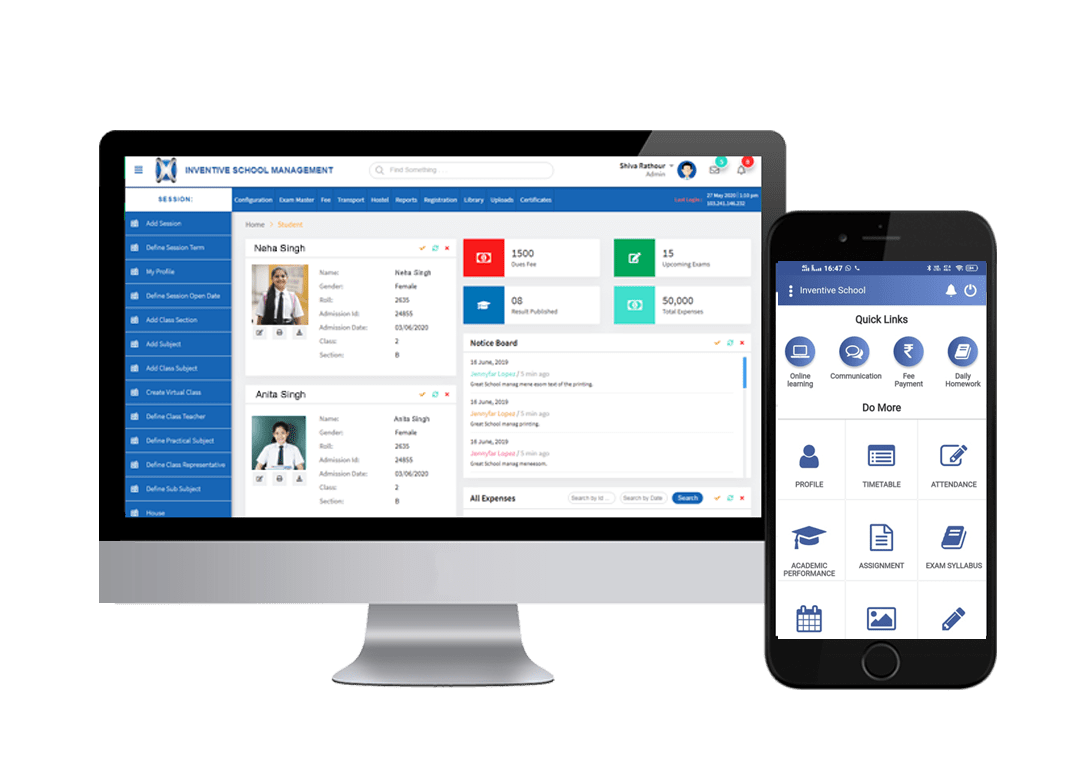 INVENTIVE SCHOOL MANAGEMENT
Find Something . . .
Shiva Rathour
Admin
5
8
SESSION:
Configuration Exam Master Fee Transport Hostel Reports Registration Library Uploads Certificates
Last Login:
27 May 2020 | 1:10 pm
103.241.146.232
Add Session
Define Session Term
My Profile
Define Session Open Date
Add Class Section
Add Subject
Add Class Subject
Create Virtual Class
Define Class Teacher
Define Practical Subject
Define Class Representative
Define Sub Subject
House
Home > Student
Neha Singh
Name: Neha Singh
Gender: Female
Roll: 2635
Admission Id: 24855
Admission Date: 03/06/2020
Class: 2
Section: B
Anita Singh
Name: Anita Singh
Gender: Female
Roll: 2635
Admission Id: 24855
Admission Date: 03/06/2020
Class: 2
Section: B
1500
Dues Fee
15
Upcoming Exams
08
Result Published
50,000
Total Expenses
Notice Board
16 June, 2019
Jennyfar Lopez / 5 min ago
Great School manag mene esom text of the printing.
16 June, 2019
Jennyfar Lopez / 5 min ago
Great School manag printing.
16 June, 2019
Jennyfar Lopez / 5 min ago
Great School manag meneesom.
All Expenses
Search by Id ...
Search by Date
Search
16:47
Inventive School
Quick Links
Online
learning
Communication
Fee
Payment
Daily
Homework
Do More
PROFILE
TIMETABLE
ATTENDANCE
ACADEMIC
PERFORMANCE
ASSIGNMENT
EXAM SYLLABUS